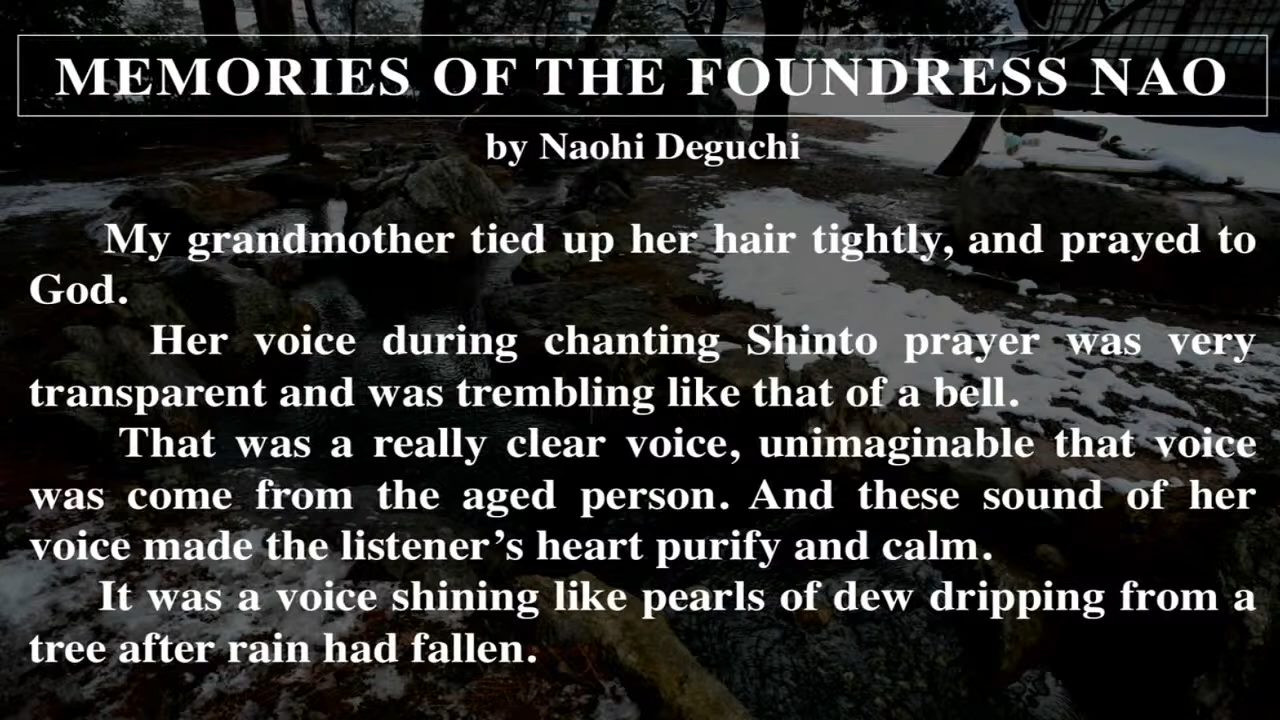 MEMORIES OF THE FOUNDRESS NAO
by Naohi Deguchi
My grandmother tied up her hair tightly, and prayed to
God.
Her voice during chanting Shinto prayer was very
transparent and was trembling like that of a bell.
That was a really clear voice, unimaginable that voice
was come from the aged person. And these sound of her
voice made the listener’s heart purify and calm.
It was a voice shining like pearls of dew dripping from a
tree after rain had fallen.